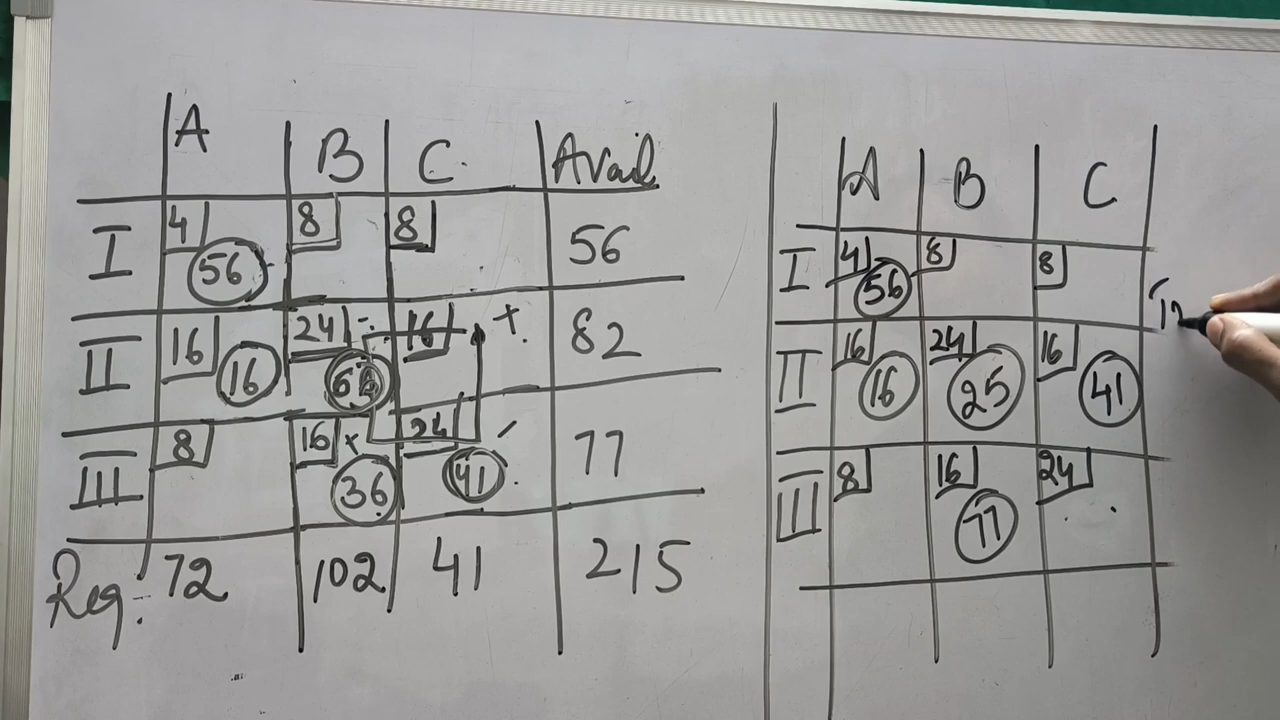 A B C Avail
I 4 56 8 8 56
II 16 16 24 66 16 82
III 8 16 36 24 41 77
Req. 72 102 41 215
A B C
I 4 56 8 8
II 16 16 24 25 16 41
III 8 16 77 24